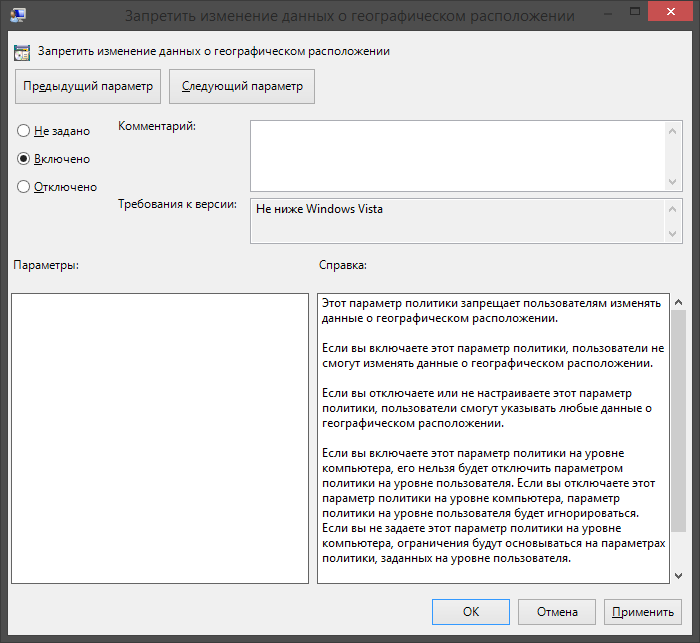 Запретить изменение данных о географическом расположении
Запретить изменение данных о географическом расположении
Предыдущий параметр
Следующий параметр
Не задано
Комментарий:
Включено
Отключено
Требования к версии:
Не ниже Windows Vista
Параметры:
Справка:
Этот параметр политики запрещает пользователям изменять
данные о географическом расположении.
Если вы включаете этот параметр политики, пользователи не
смогут изменять данные о географическом расположении.
Если вы отключаете или не настраиваете этот параметр
политики, пользователи смогут указывать любые данные о
географическом расположении.
Если вы включаете этот параметр политики на уровне
компьютера, его нельзя будет отключить параметром
политики на уровне пользователя. Если вы отключаете этот
параметр политики на уровне компьютера, параметр
политики на уровне пользователя будет игнорироваться.
Если вы не задаете этот параметр политики на уровне
компьютера, ограничения будут основываться на параметрах
политики, заданных на уровне пользователя.
ОК
Отмена
Применить